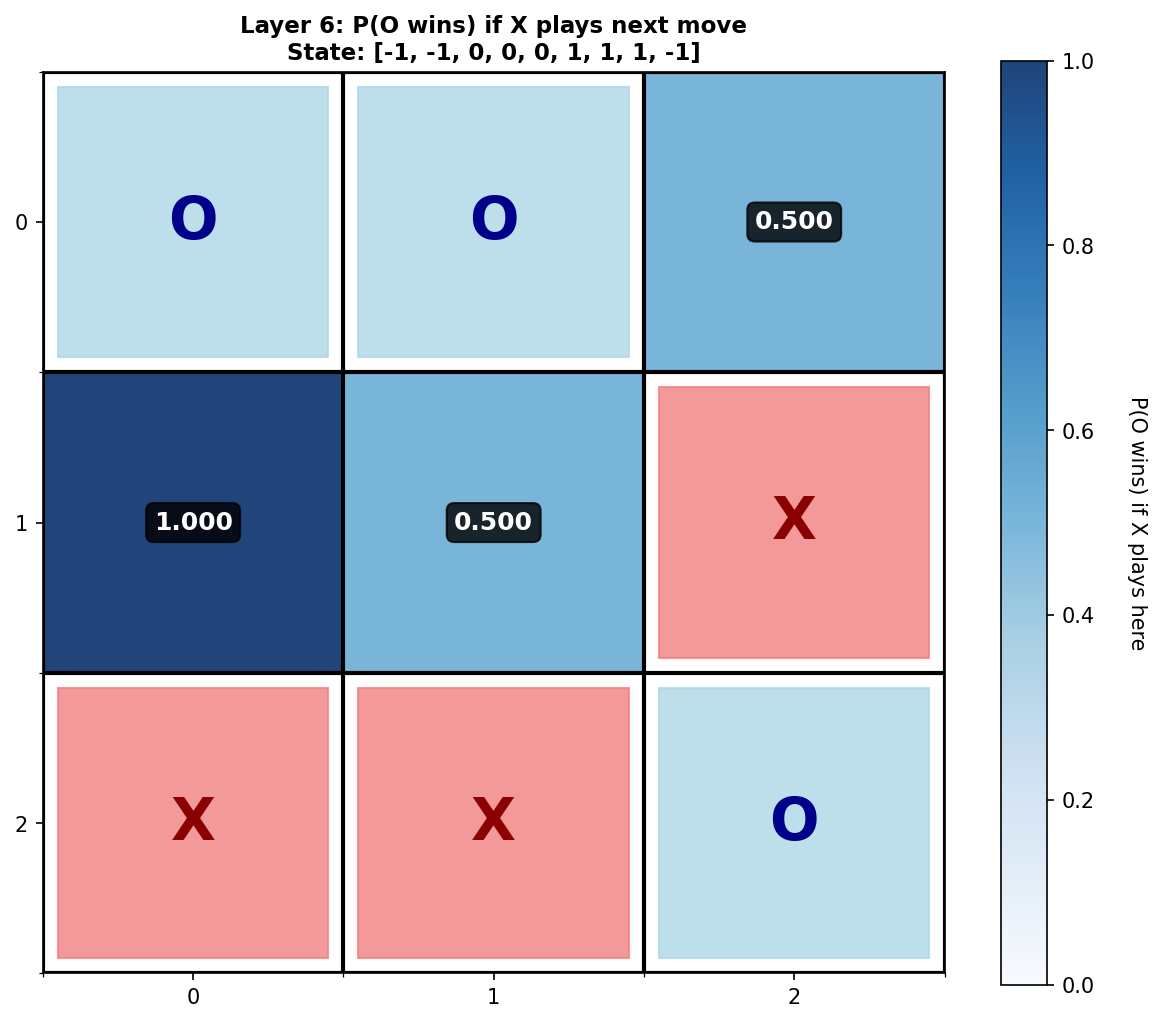 Layer 6: P(O wins) if X plays next move
State: [-1, -1, 0, 0, 0, 1, 1, 1, -1]
0
O
O
0.500
1
1.000
0.500
X
2
X
X
O
0
1
2
1.0
0.8
0.6
0.4
0.2
0.0
P(O wins) if X plays here